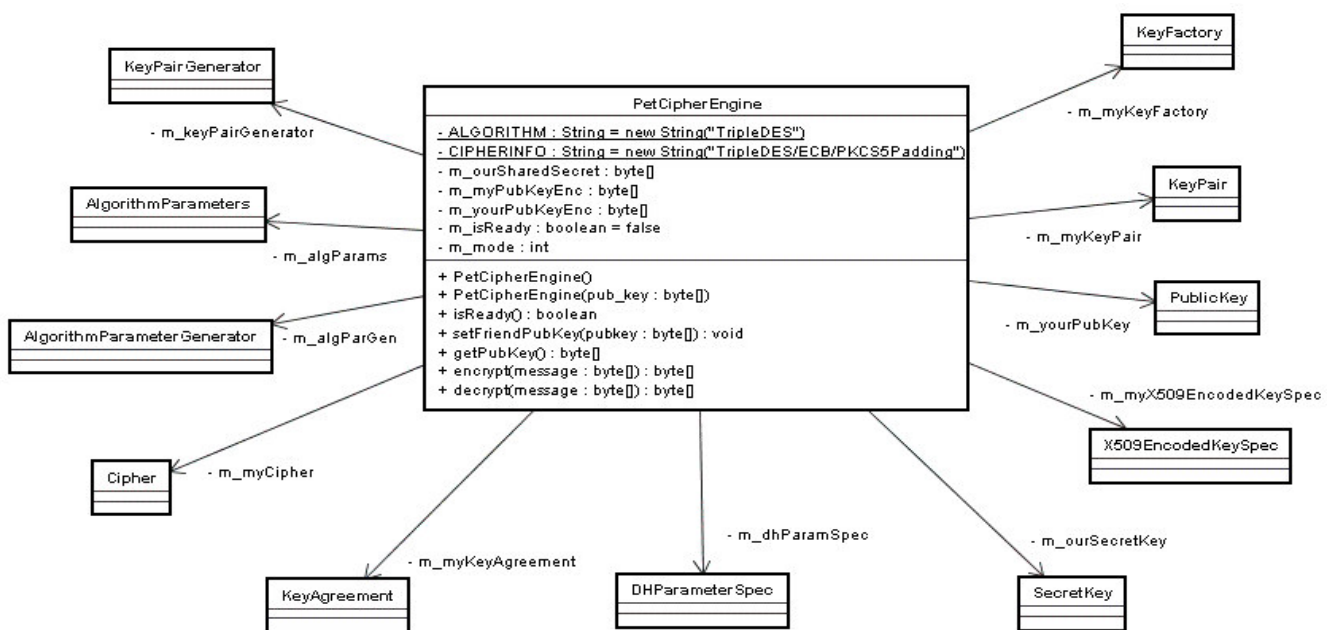 KeyFactory
KeyPairGenerator
PetCipherEngine
- m_myKeyFactory
- m_keyPairGenerator
- ALGORITHM : String = new String("TripleDES")
- CIPHERINFO : String = new String("TripleDES/ECB/PKCS5Padding")
- m_ourSharedSecret : byte[]
- m_myPubKeyEnc : byte[]
- m_yourPubKeyEnc : byte[]
- m_isReady : boolean = false
- m_mode : int
KeyPair
AlgorithmParameters
- m_myKeyPair
- m_algParams
+ PetCipherEngine()
+ PetCipherEngine(pub_key : byte[])
+ isReady() : boolean
+ setFriendPubKey(pubkey : byte[]) : void
+ getPubKey() : byte[]
+ encrypt(message : byte[]) : byte[]
+ decrypt(message : byte[]) : byte[]
PublicKey
- m_yourPubKey
AlgorithmParameterGenerator
- m_algParGen
- m_myX509EncodedKeySpec
X509EncodedKeySpec
Cipher
- m_myCipher
- m_dhParamSpec
- m_ourSecretKey
- m_myKeyAgreement
KeyAgreement
DHParameterSpec
SecretKey